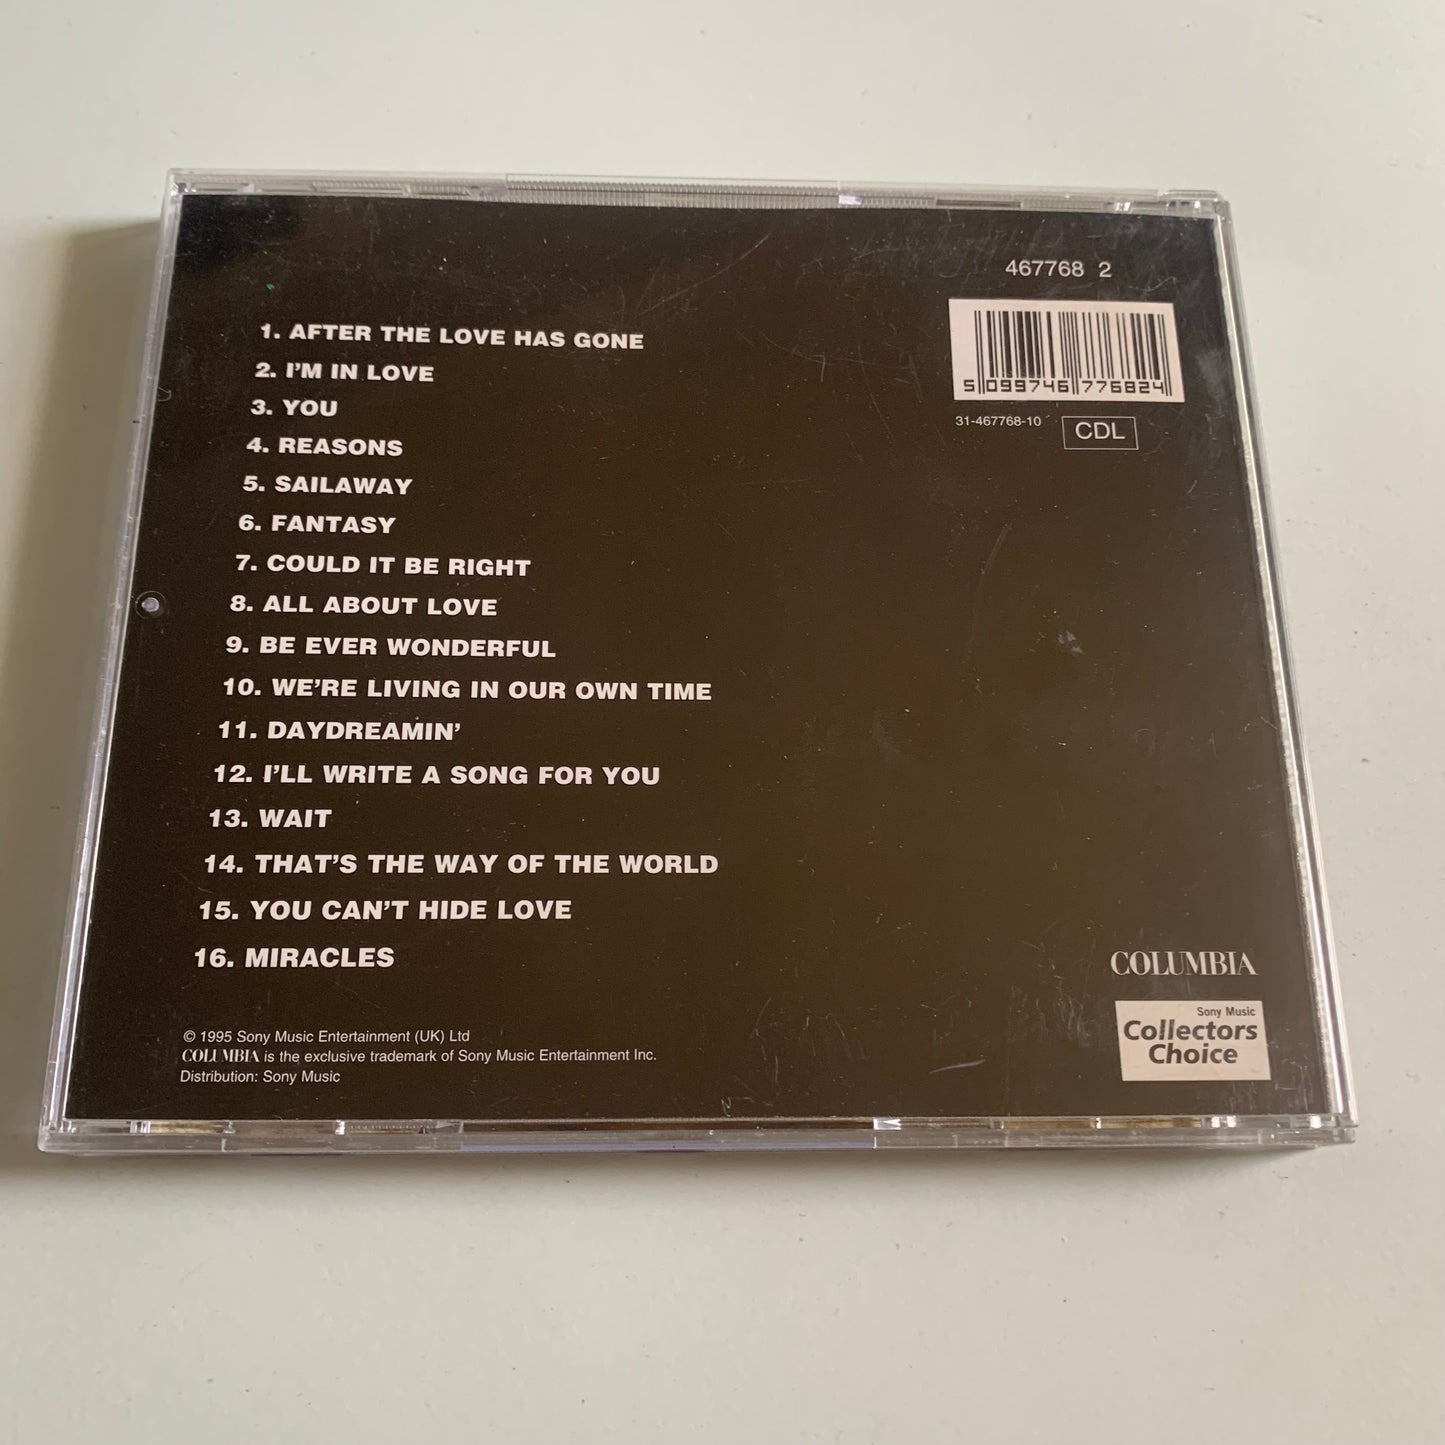 467768 2
5 099746 776824
31-467768-10 CDL
1. AFTER THE LOVE HAS GONE
2. I'M IN LOVE
3. YOU
4. REASONS
5. SAILAWAY
6. FANTASY
7. COULD IT BE RIGHT
8. ALL ABOUT LOVE
9. BE EVER WONDERFUL
10. WE'RE LIVING IN OUR OWN TIME
11. DAYDREAMIN'
12. I'LL WRITE A SONG FOR YOU
13. WAIT
14. THAT'S THE WAY OF THE WORLD
15. YOU CAN'T HIDE LOVE
16. MIRACLES
COLUMBIA
Sony Music
Collectors
Choice
© 1995 Sony Music Entertainment (UK) Ltd
COLUMBIA is the exclusive trademark of Sony Music Entertainment Inc.
Distribution: Sony Music